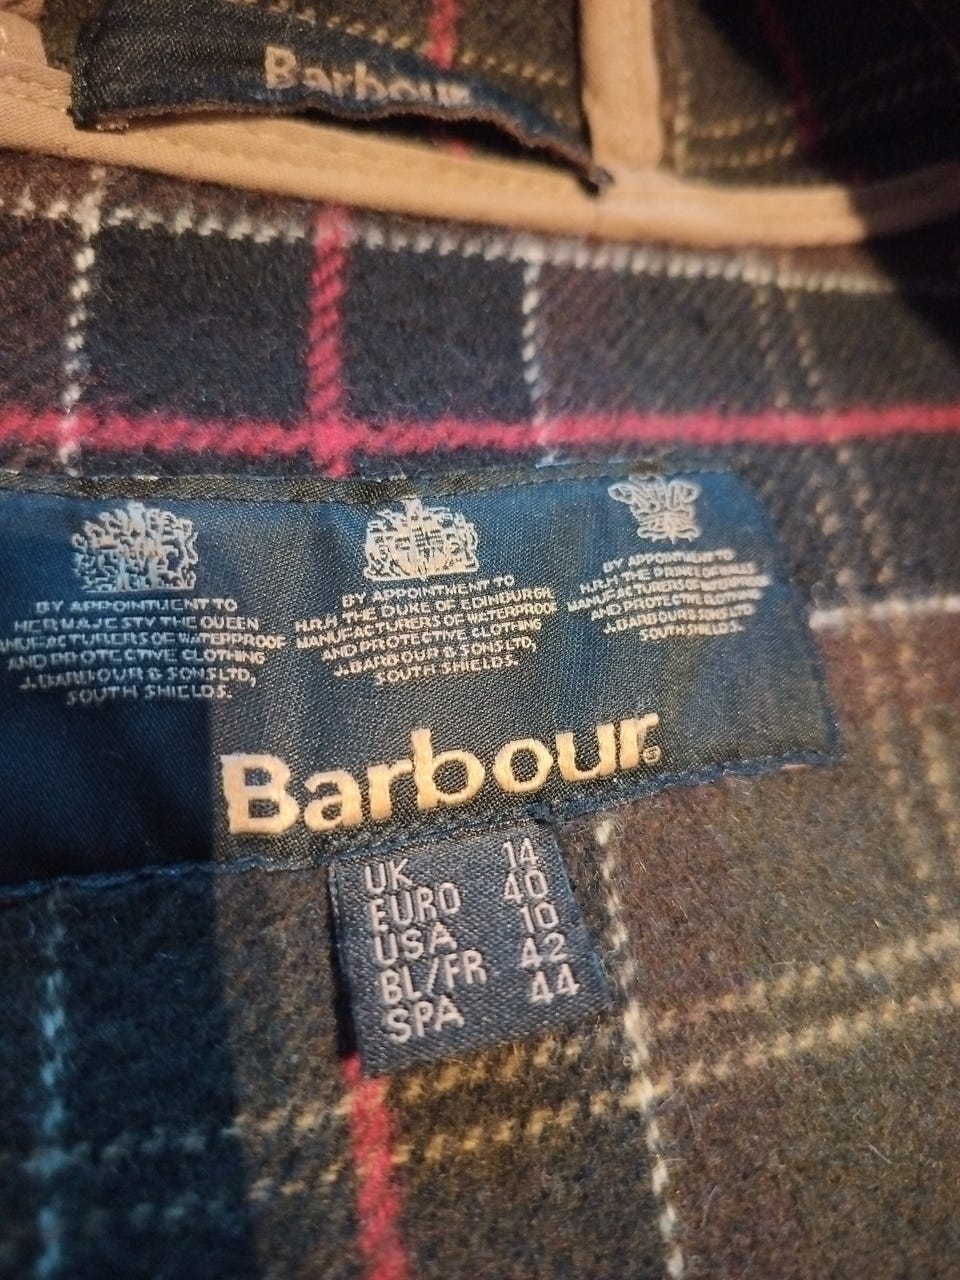 Barbour
BY APPOINTMENT TO
HER MAJESTY THE QUEEN
MANUFACTURERS OF WATERPROOF
AND PROTECTIVE CLOTHING
J.BARBOUR & SONS LTD,
SOUTH SHIELDS.
BY APPOINTMENT TO
H.R.H THE DUKE OF EDINBURGH
MANUFACTURERS OF WATERPROOF
AND PROTECTIVE CLOTHING
J.BARBOUR & SONS LTD,
SOUTH SHIELDS.
BY APPOINTMENT TO
H.R.H THE PRINCE OF WALES
MANUFACTURERS OF WATERPROOF
AND PROTECTIVE CLOTHING
J.BARBOUR & SONS LTD
SOUTH SHIELDS.
Barbour®
UK 14
EURO 40
USA 10
BL/FR 42
SPA 44